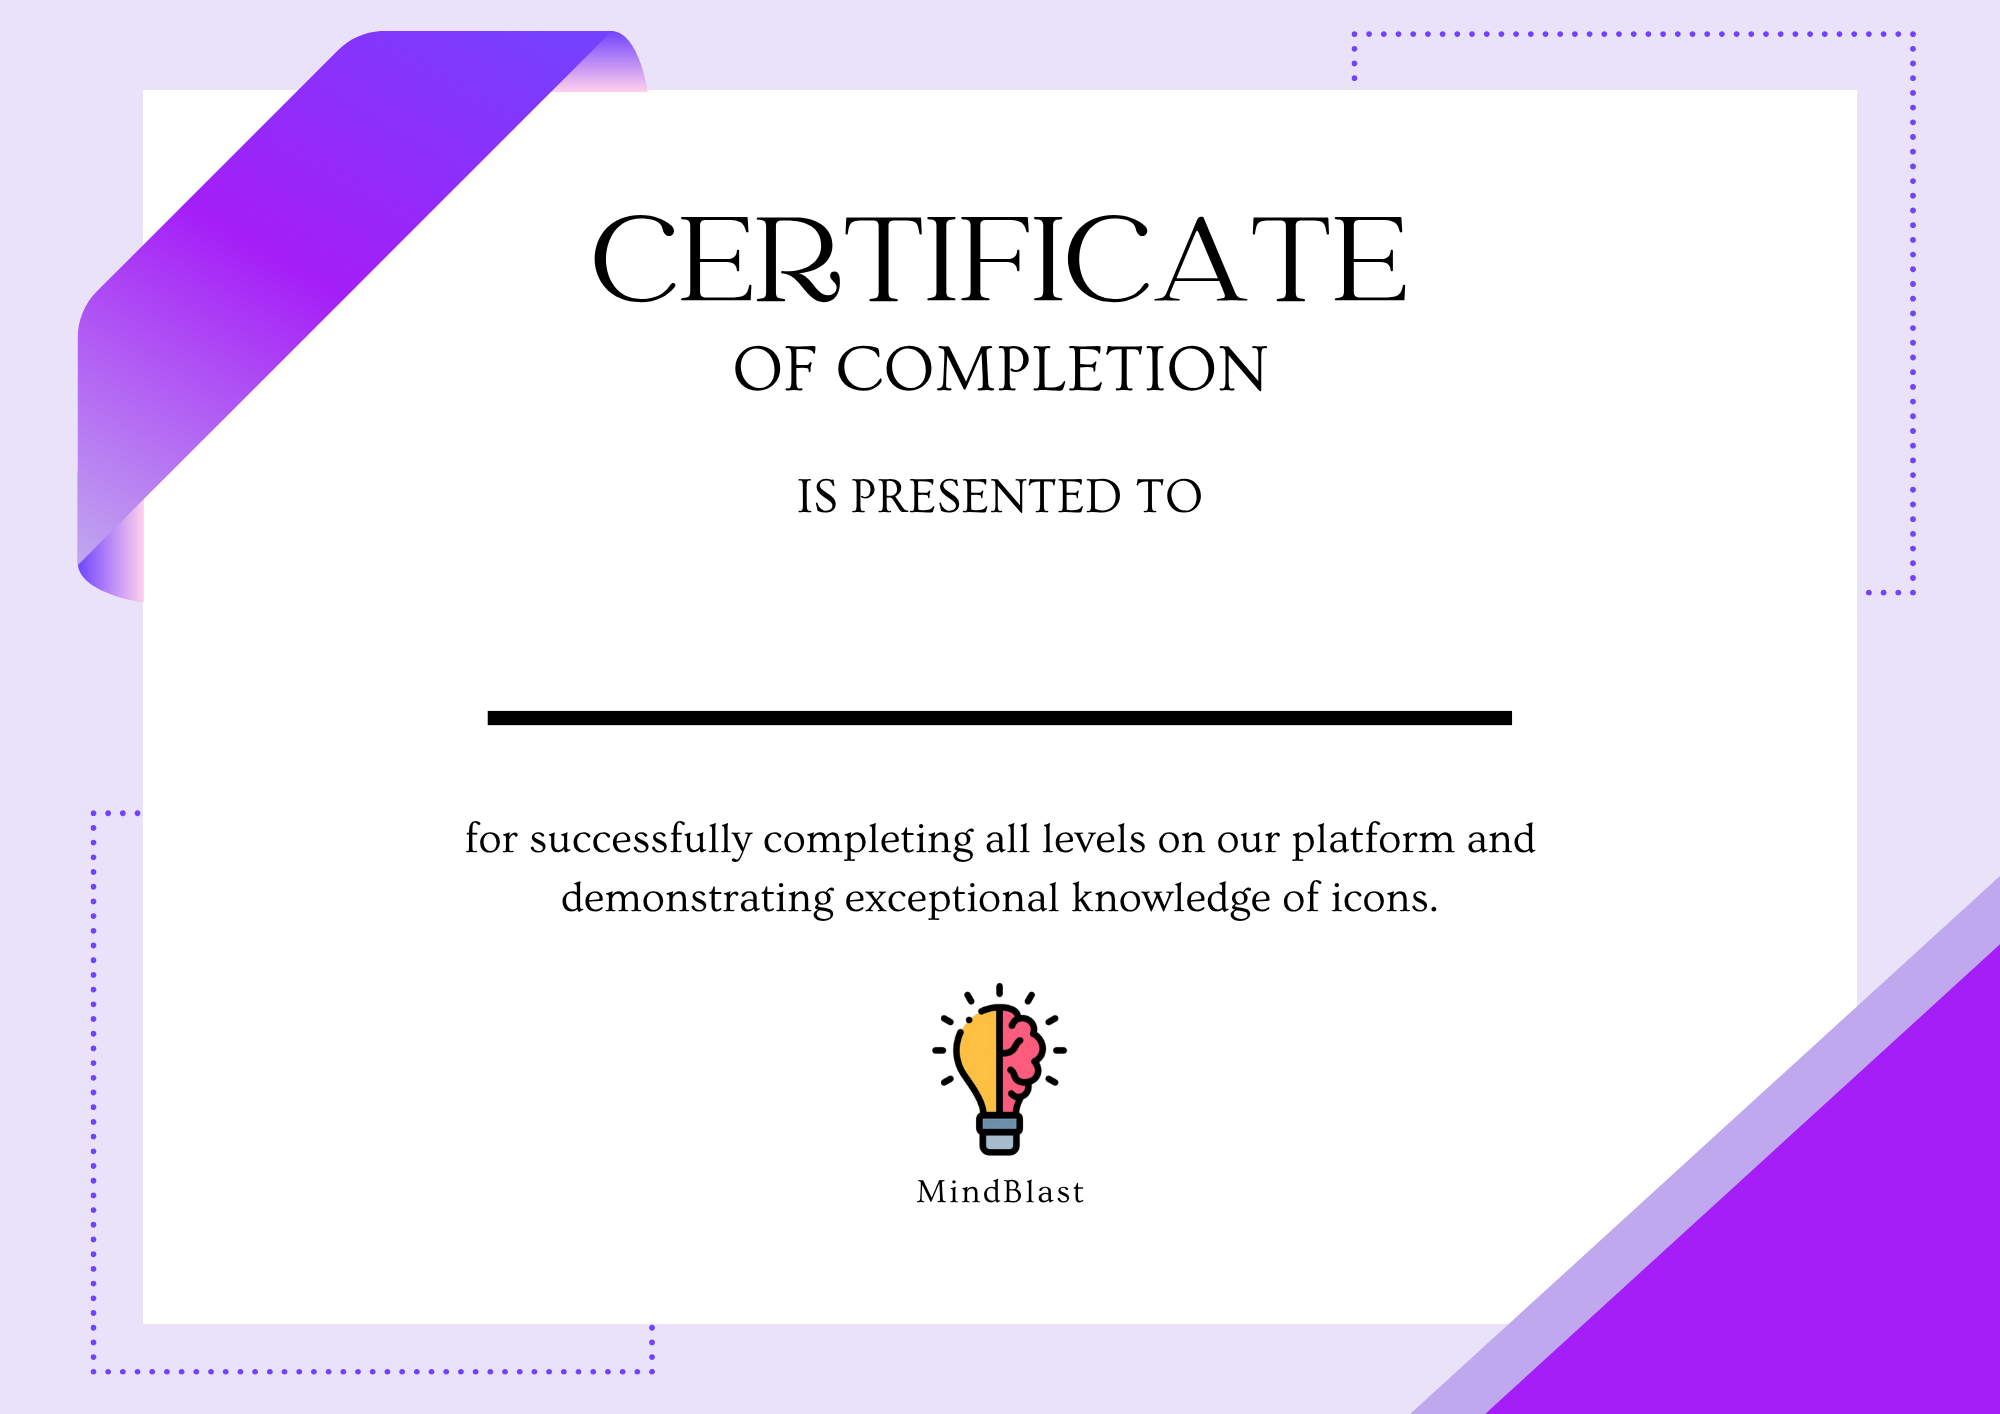 CERTIFICATE
OF COMPLETION
IS PRESENTED TO
for successfully completing all levels on our platform and
demonstrating exceptional knowledge of icons.
MindBlast